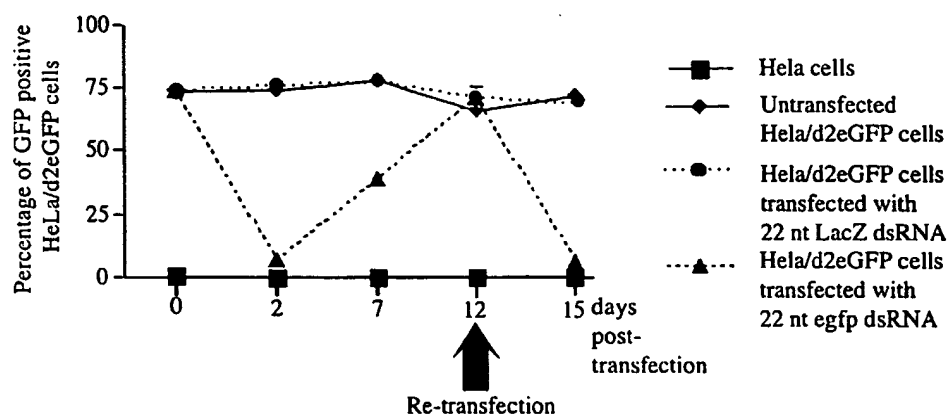 Percentage of GFP positive
HeLa/d2eGFP cells
100
75
50
25
0
0
2
7
12
15
days
post-
transfection
Re-transfection
Hela cells
Untransfected
Hela/d2eGFP cells
Hela/d2eGFP cells
transfected with
22 nt LacZ dsRNA
Hela/d2eGFP cells
transfected with
22 nt egfp dsRNA